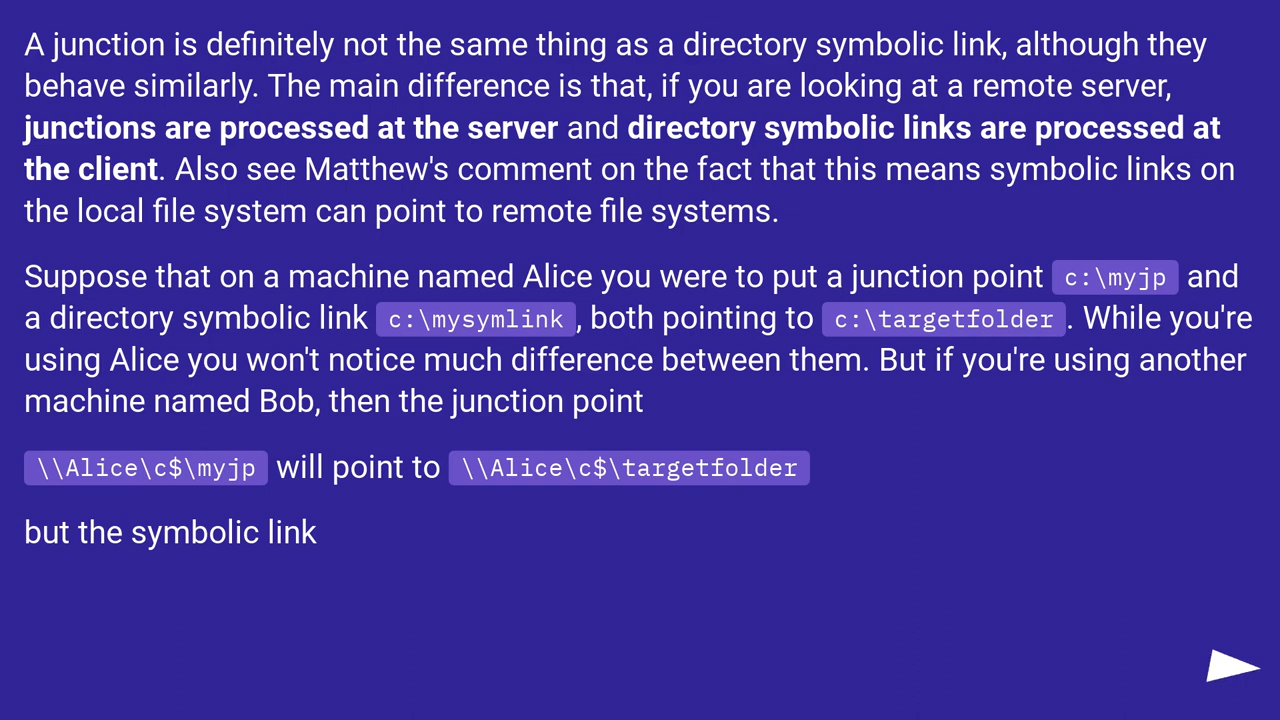 A junction is definitely not the same thing as a directory symbolic link, although they
behave similarly. The main difference is that, if you are looking at a remote server,
junctions are processed at the server and directory symbolic links are processed at
the client. Also see Matthew's comment on the fact that this means symbolic links on
the local file system can point to remote file systems.
Suppose that on a machine named Alice you were to put a junction point c:\myjp and
a directory symbolic link c:\mysymlink, both pointing to c:\targetfolder. While you're
using Alice you won't notice much difference between them. But if you're using another
machine named Bob, then the junction point
\\Alice\c$\myjp will point to \\Alice\c$\targetfolder
but the symbolic link